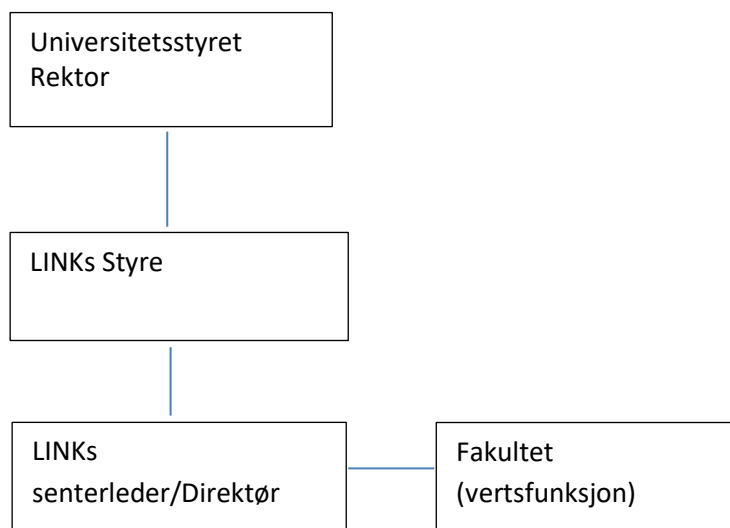 Universitetsstyret
Rektor
LINKs Styre
LINKs
senterleder/Direktør
Fakultet
(vertsfunksjon)